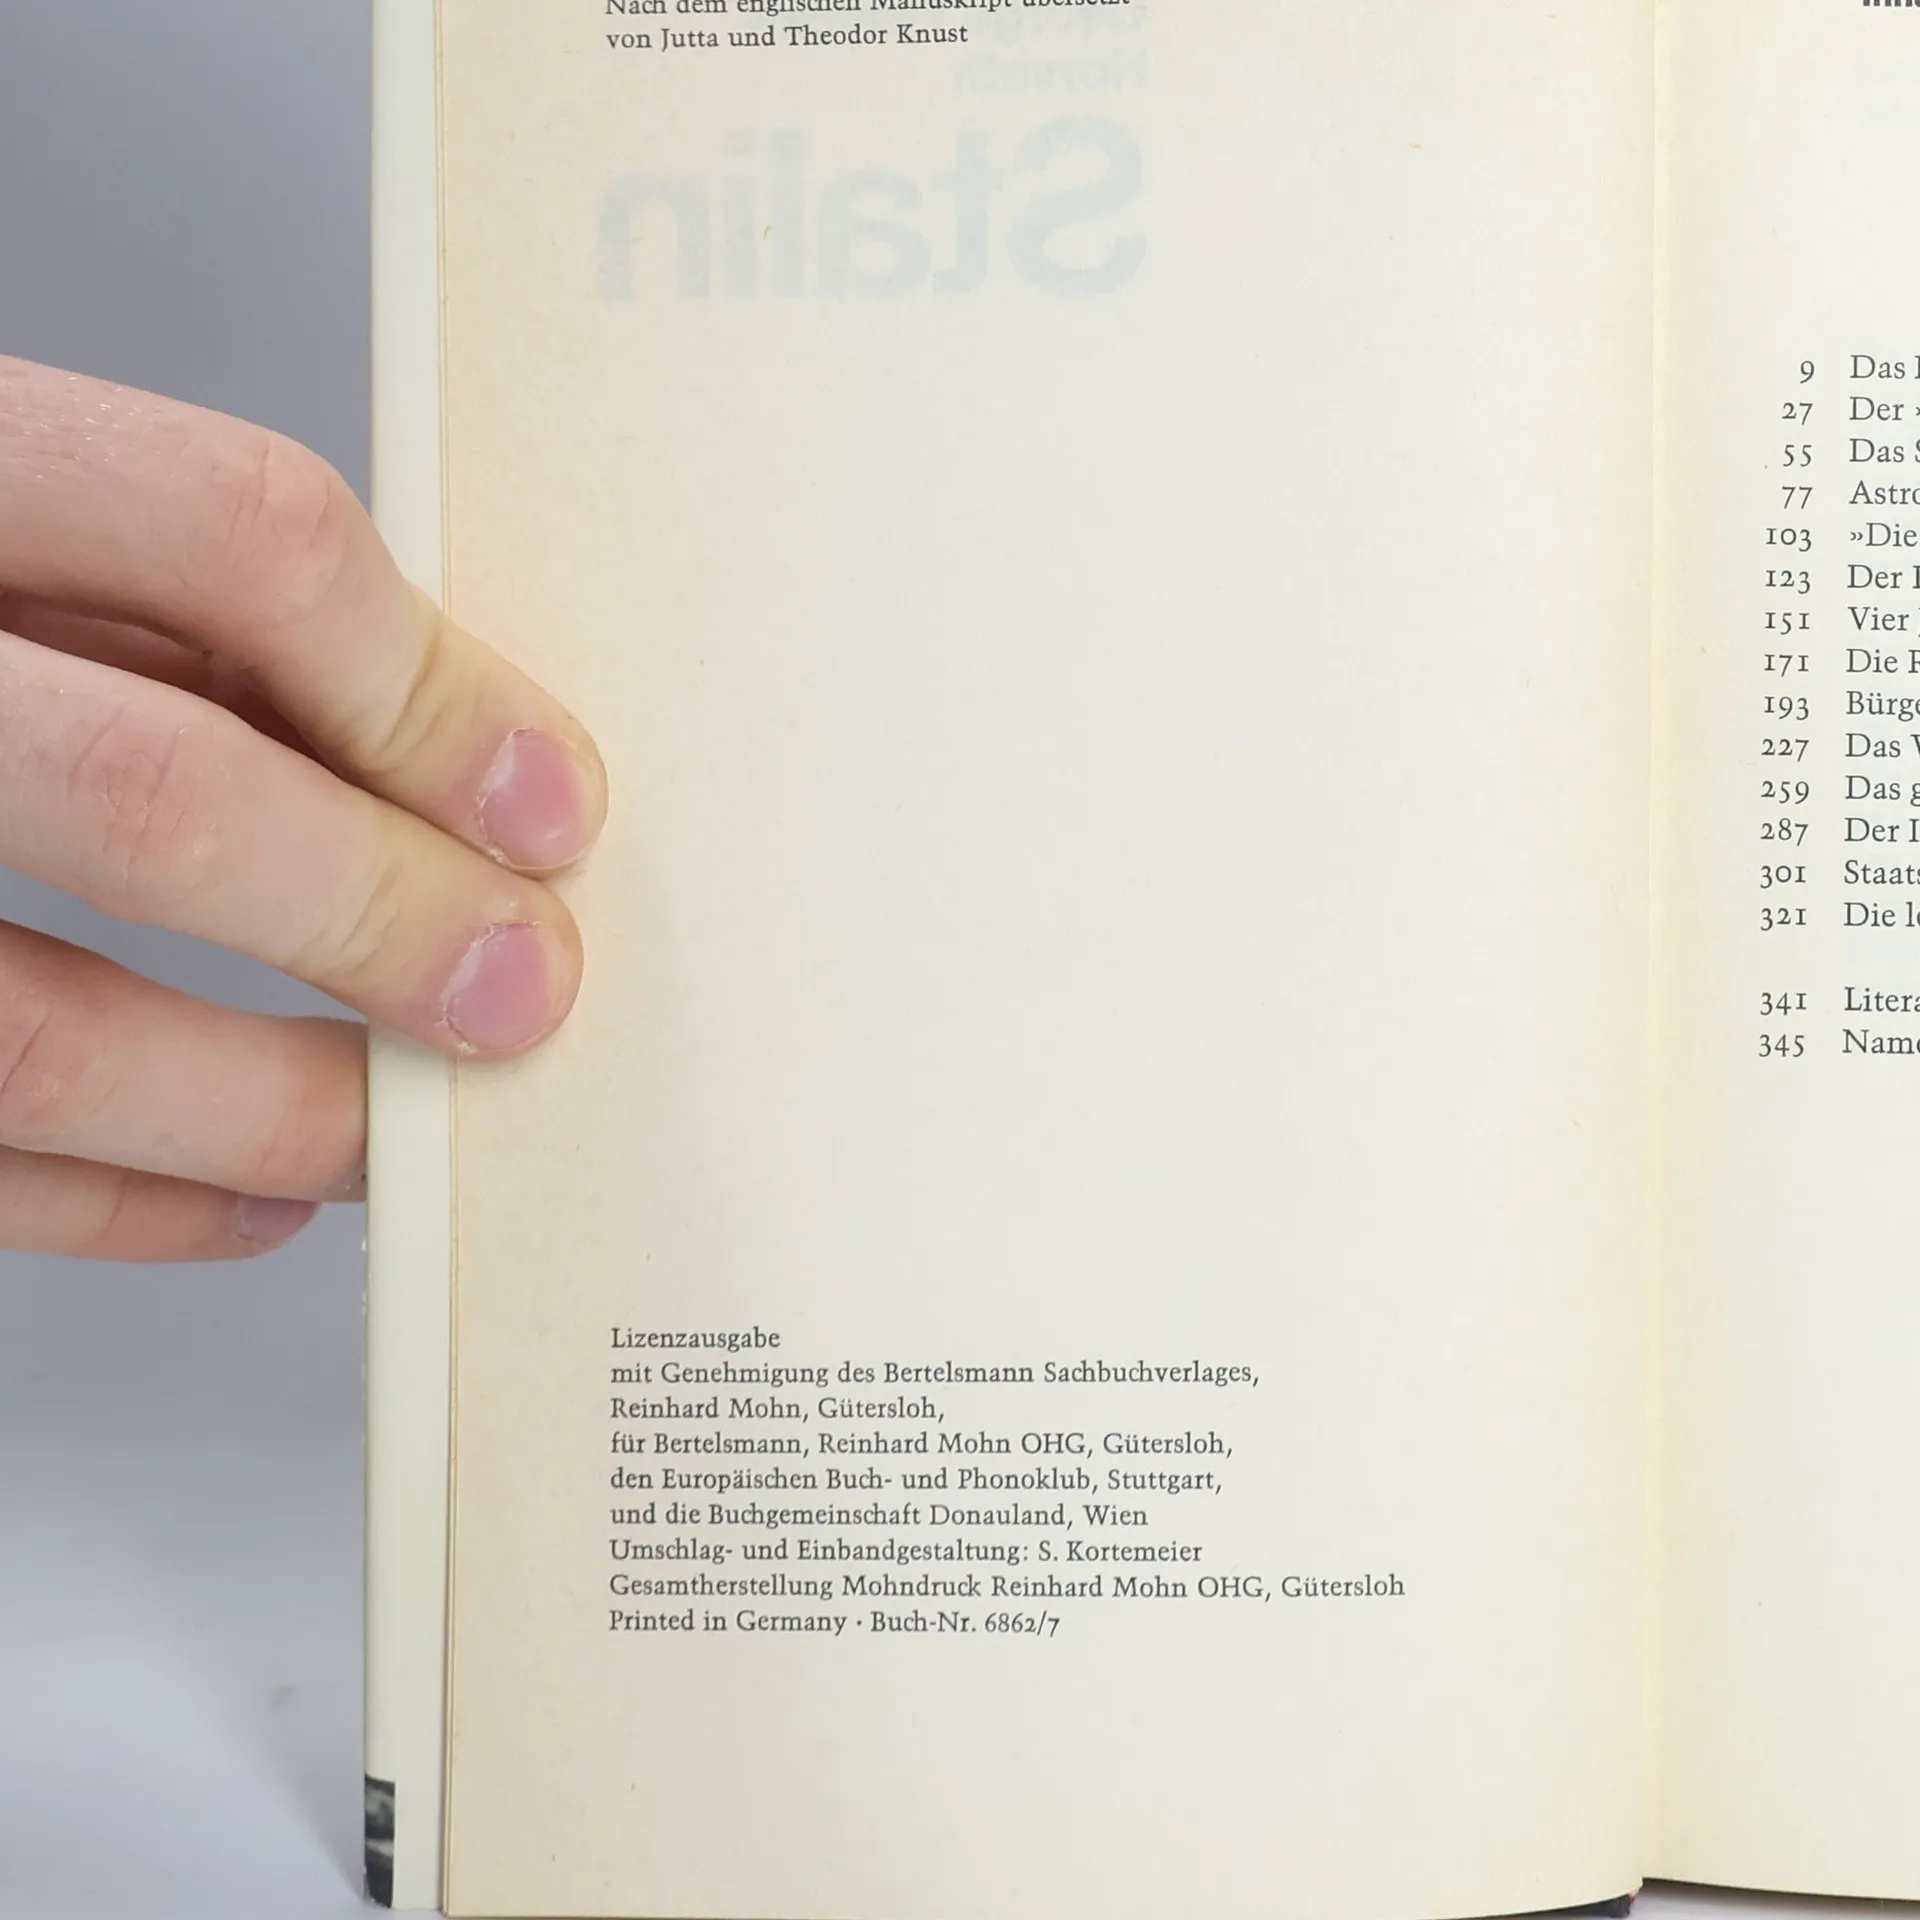 Nach dem englischen Manuskript übersetzt
von Jutta und Theodor Knust
Stalin
Lizenzausgabe
mit Genehmigung des Bertelsmann Sachbuchverlages,
Reinhard Mohn, Gütersloh,
für Bertelsmann, Reinhard Mohn OHG, Gütersloh,
den Europäischen Buch- und Phonoklub, Stuttgart,
und die Buchgemeinschaft Donauland, Wien
Umschlag- und Einbandgestaltung: S. Kortemeier
Gesamtherstellung Mohndruck Reinhard Mohn OHG, Gütersloh
Printed in Germany · Buch-Nr. 6862/7
9 Das
27 Der
55 Das
77
103 »Die
123 Der
151 Vier
171 Die
193
227 Das
259 Das
287 Der
301
321 Die
341
345